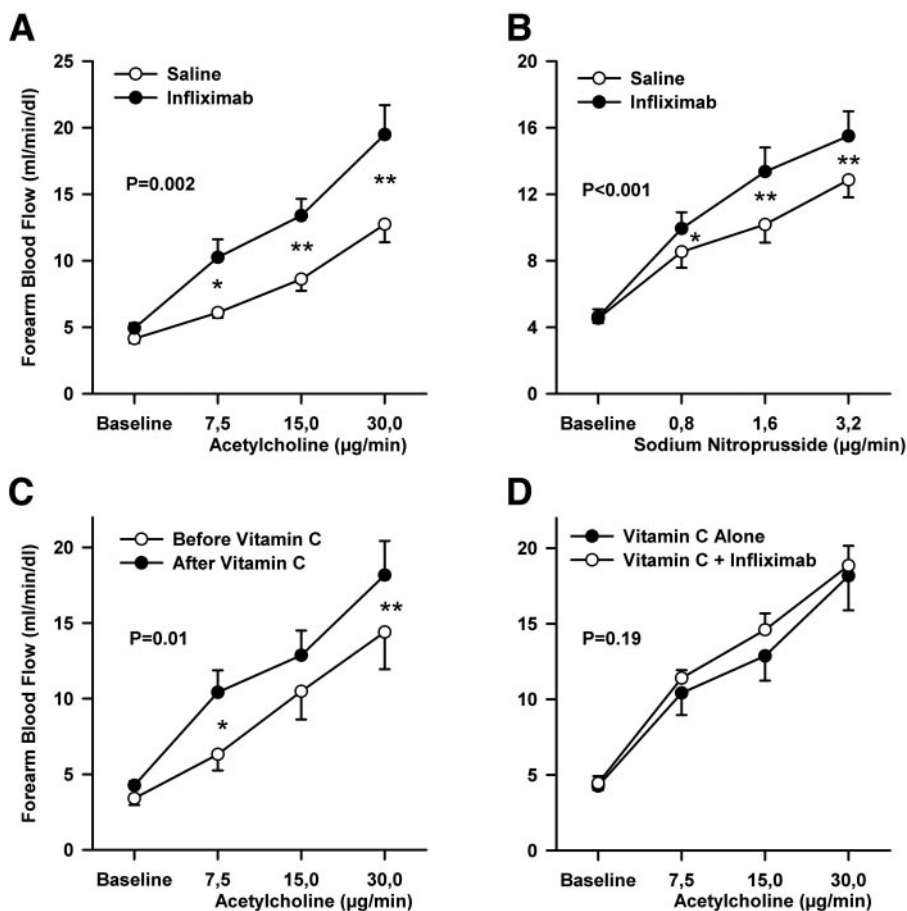 A
Forearm Blood Flow (ml/min/dl)
25
20
15
10
5
0
Saline
Infliximab
P=0.002
*
**
**
Baseline 7,5 15,0 30,0
Acetylcholine (µg/min)
B
20
16
12
8
4
0
Saline
Infliximab
P<0.001
*
**
**
Baseline 0,8 1,6 3,2
Sodium Nitroprusside (µg/min)
C
Forearm Blood Flow (ml/min/dl)
20
15
10
5
0
Before Vitamin C
After Vitamin C
P=0.01
*
**
Baseline 7,5 15,0 30,0
Acetylcholine (µg/min)
D
20
15
10
5
0
Vitamin C Alone
Vitamin C + Infliximab
P=0.19
Baseline 7,5 15,0 30,0
Acetylcholine (µg/min)